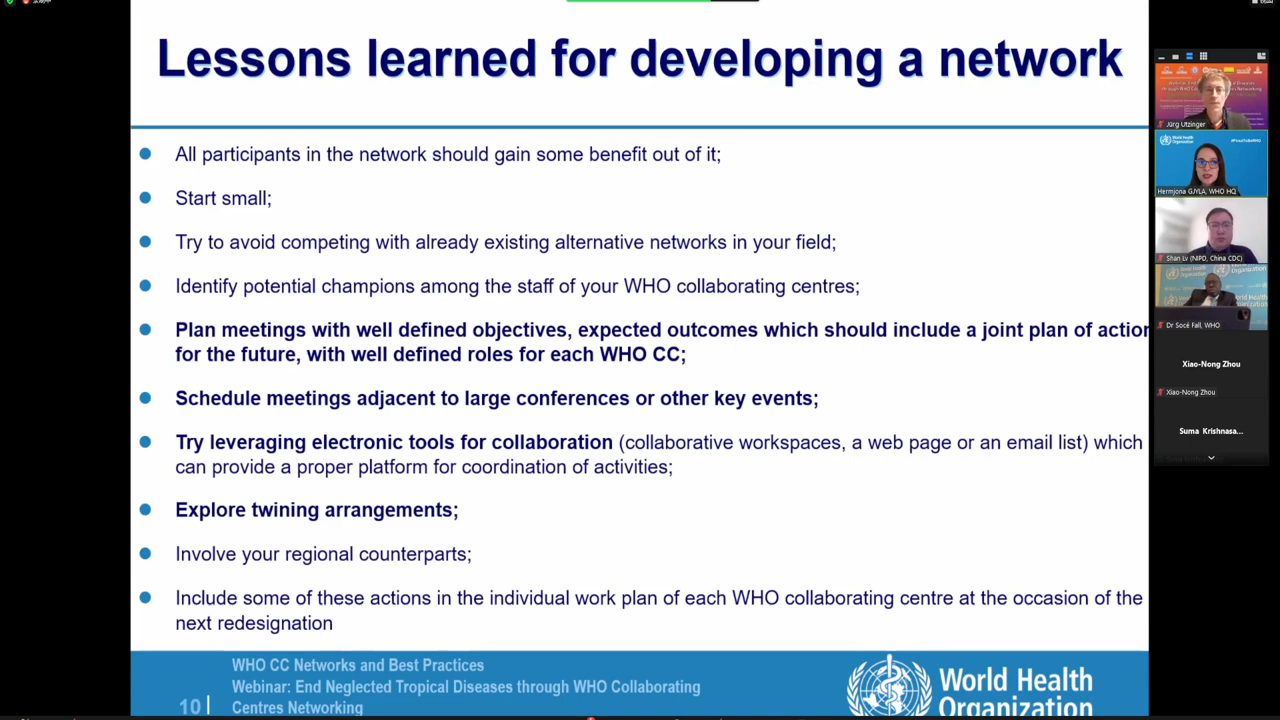 Lessons learned for developing a network
All participants in the network should gain some benefit out of it;
Start small;
Try to avoid competing with already existing alternative networks in your field;
Identify potential champions among the staff of your WHO collaborating centres;
Plan meetings with well defined objectives, expected outcomes which should include a joint plan of action
for the future, with well defined roles for each WHO CC;
Schedule meetings adjacent to large conferences or other key events;
Try leveraging electronic tools for collaboration (collaborative workspaces, a web page or an email list) which
can provide a proper platform for coordination of activities;
Explore twining arrangements;
Involve your regional counterparts;
Include some of these actions in the individual work plan of each WHO collaborating centre at the occasion of the
next redesignation
WHO CC Networks and Best Practices
Webinar: End Neglected Tropical Diseases through WHO Collaborating
Centres Networking
10
World Health
Organization
Jürg Utzinger
World Health
Organization
Hermjona GJYLA, WHO HQ
Shan Lv (NIPD, China CDC)
Dr Socé Fall, WHO
Xiao-Nong Zhou
Xiao-Nong Zhou
Suma Krishnasa...